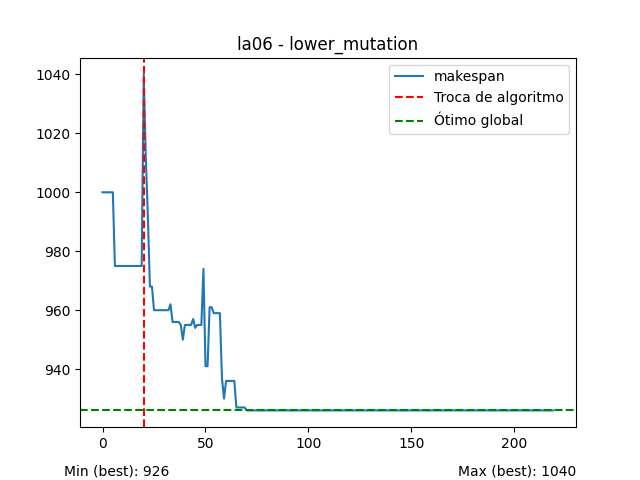 la06 - lower_mutation
makespan
Troca de algoritmo
Ótimo global
1040
1020
1000
980
960
940
0
50
100
150
200
Min (best): 926
Max (best): 1040